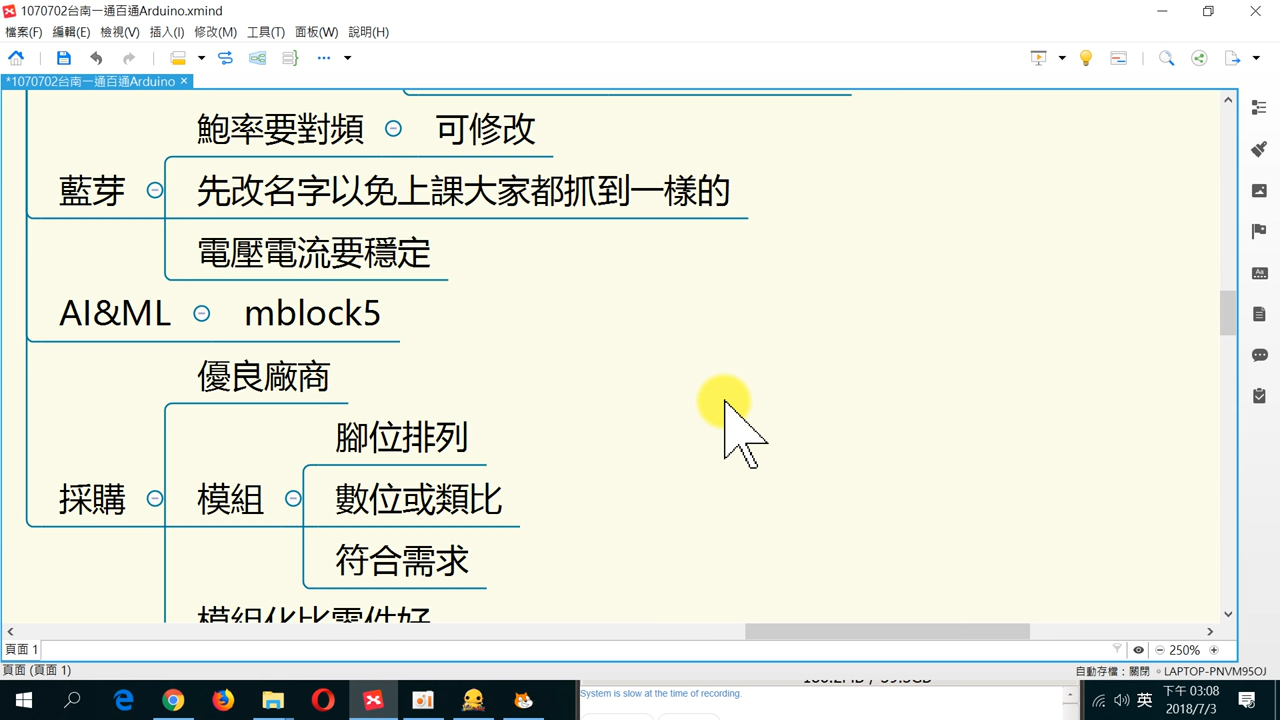 1070702台南一通百通Arduino.xmind
檔案(F) 編輯(E) 檢視(V) 插入(I) 修改(M) 工具(T) 面板(W) 說明(H)
*1070702台南一通百通Arduino
鮑率要對頻 可修改
藍芽 先改名字以免上課大家都抓到一樣的
電壓電流要穩定
AI&ML mblock5
優良廠商
腳位排列
採購 模組 數位或類比
符合需求
模組化比零件好
頁面 1
250%
頁面 (頁面 1)
自動存檔：關閉 LAPTOP-PNVM95OJ
System is slow at the time of recording.
英 下午 03:08
2018/7/3